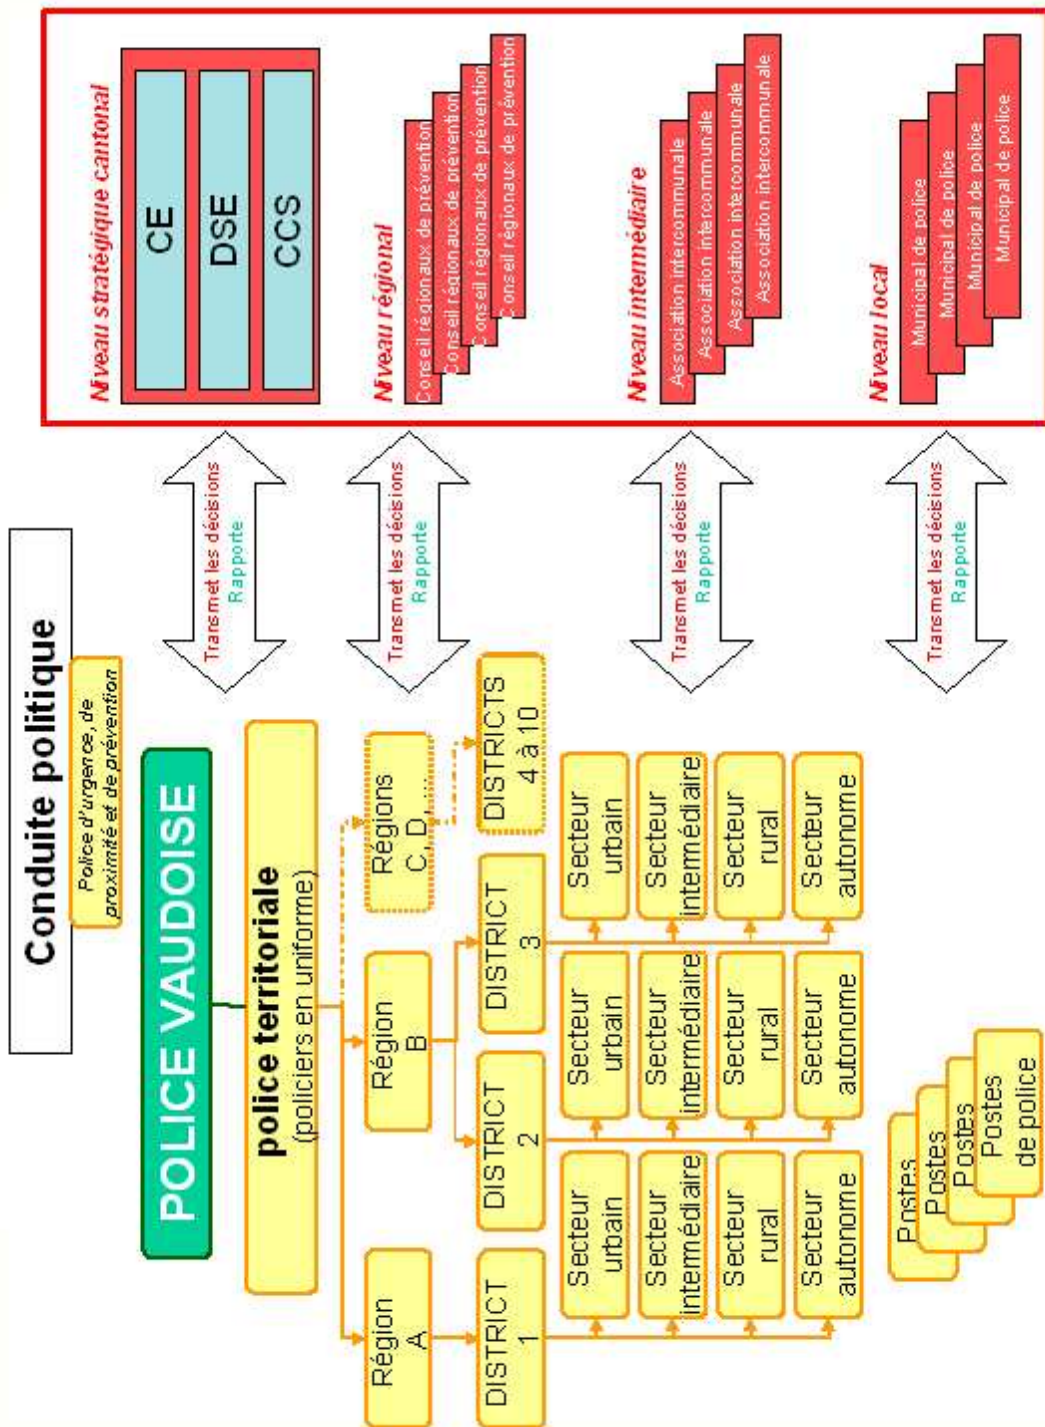 Conduite politique
Police d'urgence, de
proximité et de prévention
POLICE VAUDOISE
police territoriale
(policiers en uniforme)
Région
A
Région
B
Régions
C, D, ...
DISTRICT
1
DISTRICT
2
DISTRICT
3
DISTRICTS
4 à 10
Secteur
urbain
Secteur
intermédiaire
Secteur
rural
Secteur
autonome
Secteur
urbain
Secteur
intermédiaire
Secteur
rural
Secteur
autonome
Secteur
urbain
Secteur
intermédiaire
Secteur
rural
Secteur
autonome
Postes
Postes
Postes
Postes
de police
Transmet les décisions
Rapporte
Transmet les décisions
Rapporte
Transmet les décisions
Rapporte
Transmet les décisions
Rapporte
Niveau stratégique cantonal
CE
DSE
CCS
Niveau régional
Conseil régionaux de prévention
Conseil régionaux de prévention
Conseil régionaux de prévention
Conseil régionaux de prévention
Niveau intermédiaire
Association intercommunale
Association intercommunale
Association intercommunale
Association intercommunale
Niveau local
Municipal de police
Municipal de police
Municipal de police
Municipal de police